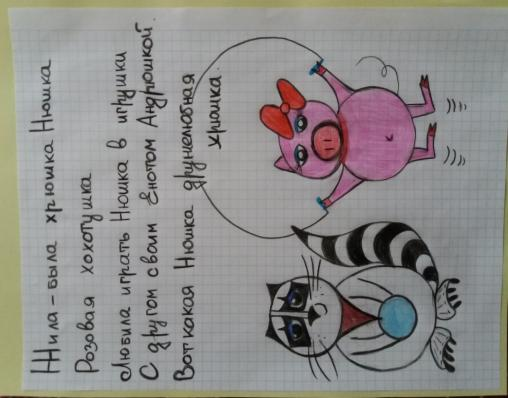 Жила-была хрюшка Нюшка
Розовая хохотушка
Любила играть Нюшка в игрушки
С другом своим Енотом Андрюшкой.
Вот какая Нюшка дружелюбная
хрюшка.